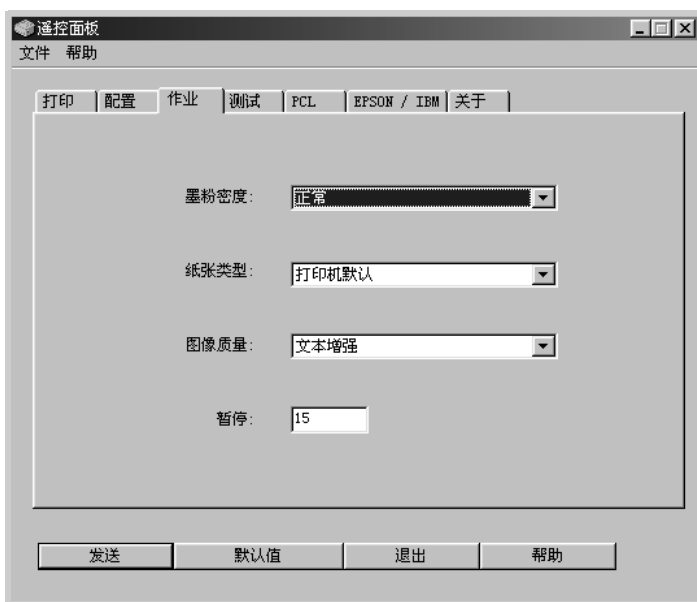 遥控面板
文件 帮助
打印 配置 作业 测试 PCL EPSON / IBM 关于
墨粉密度: 正常
纸张类型: 打印机默认
图像质量: 文本增强
暂停: 15
发送 默认值 退出 帮助